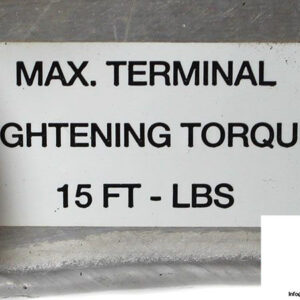 MAX. TERMINAL
GHTENING TORQU
15 FT - LBS